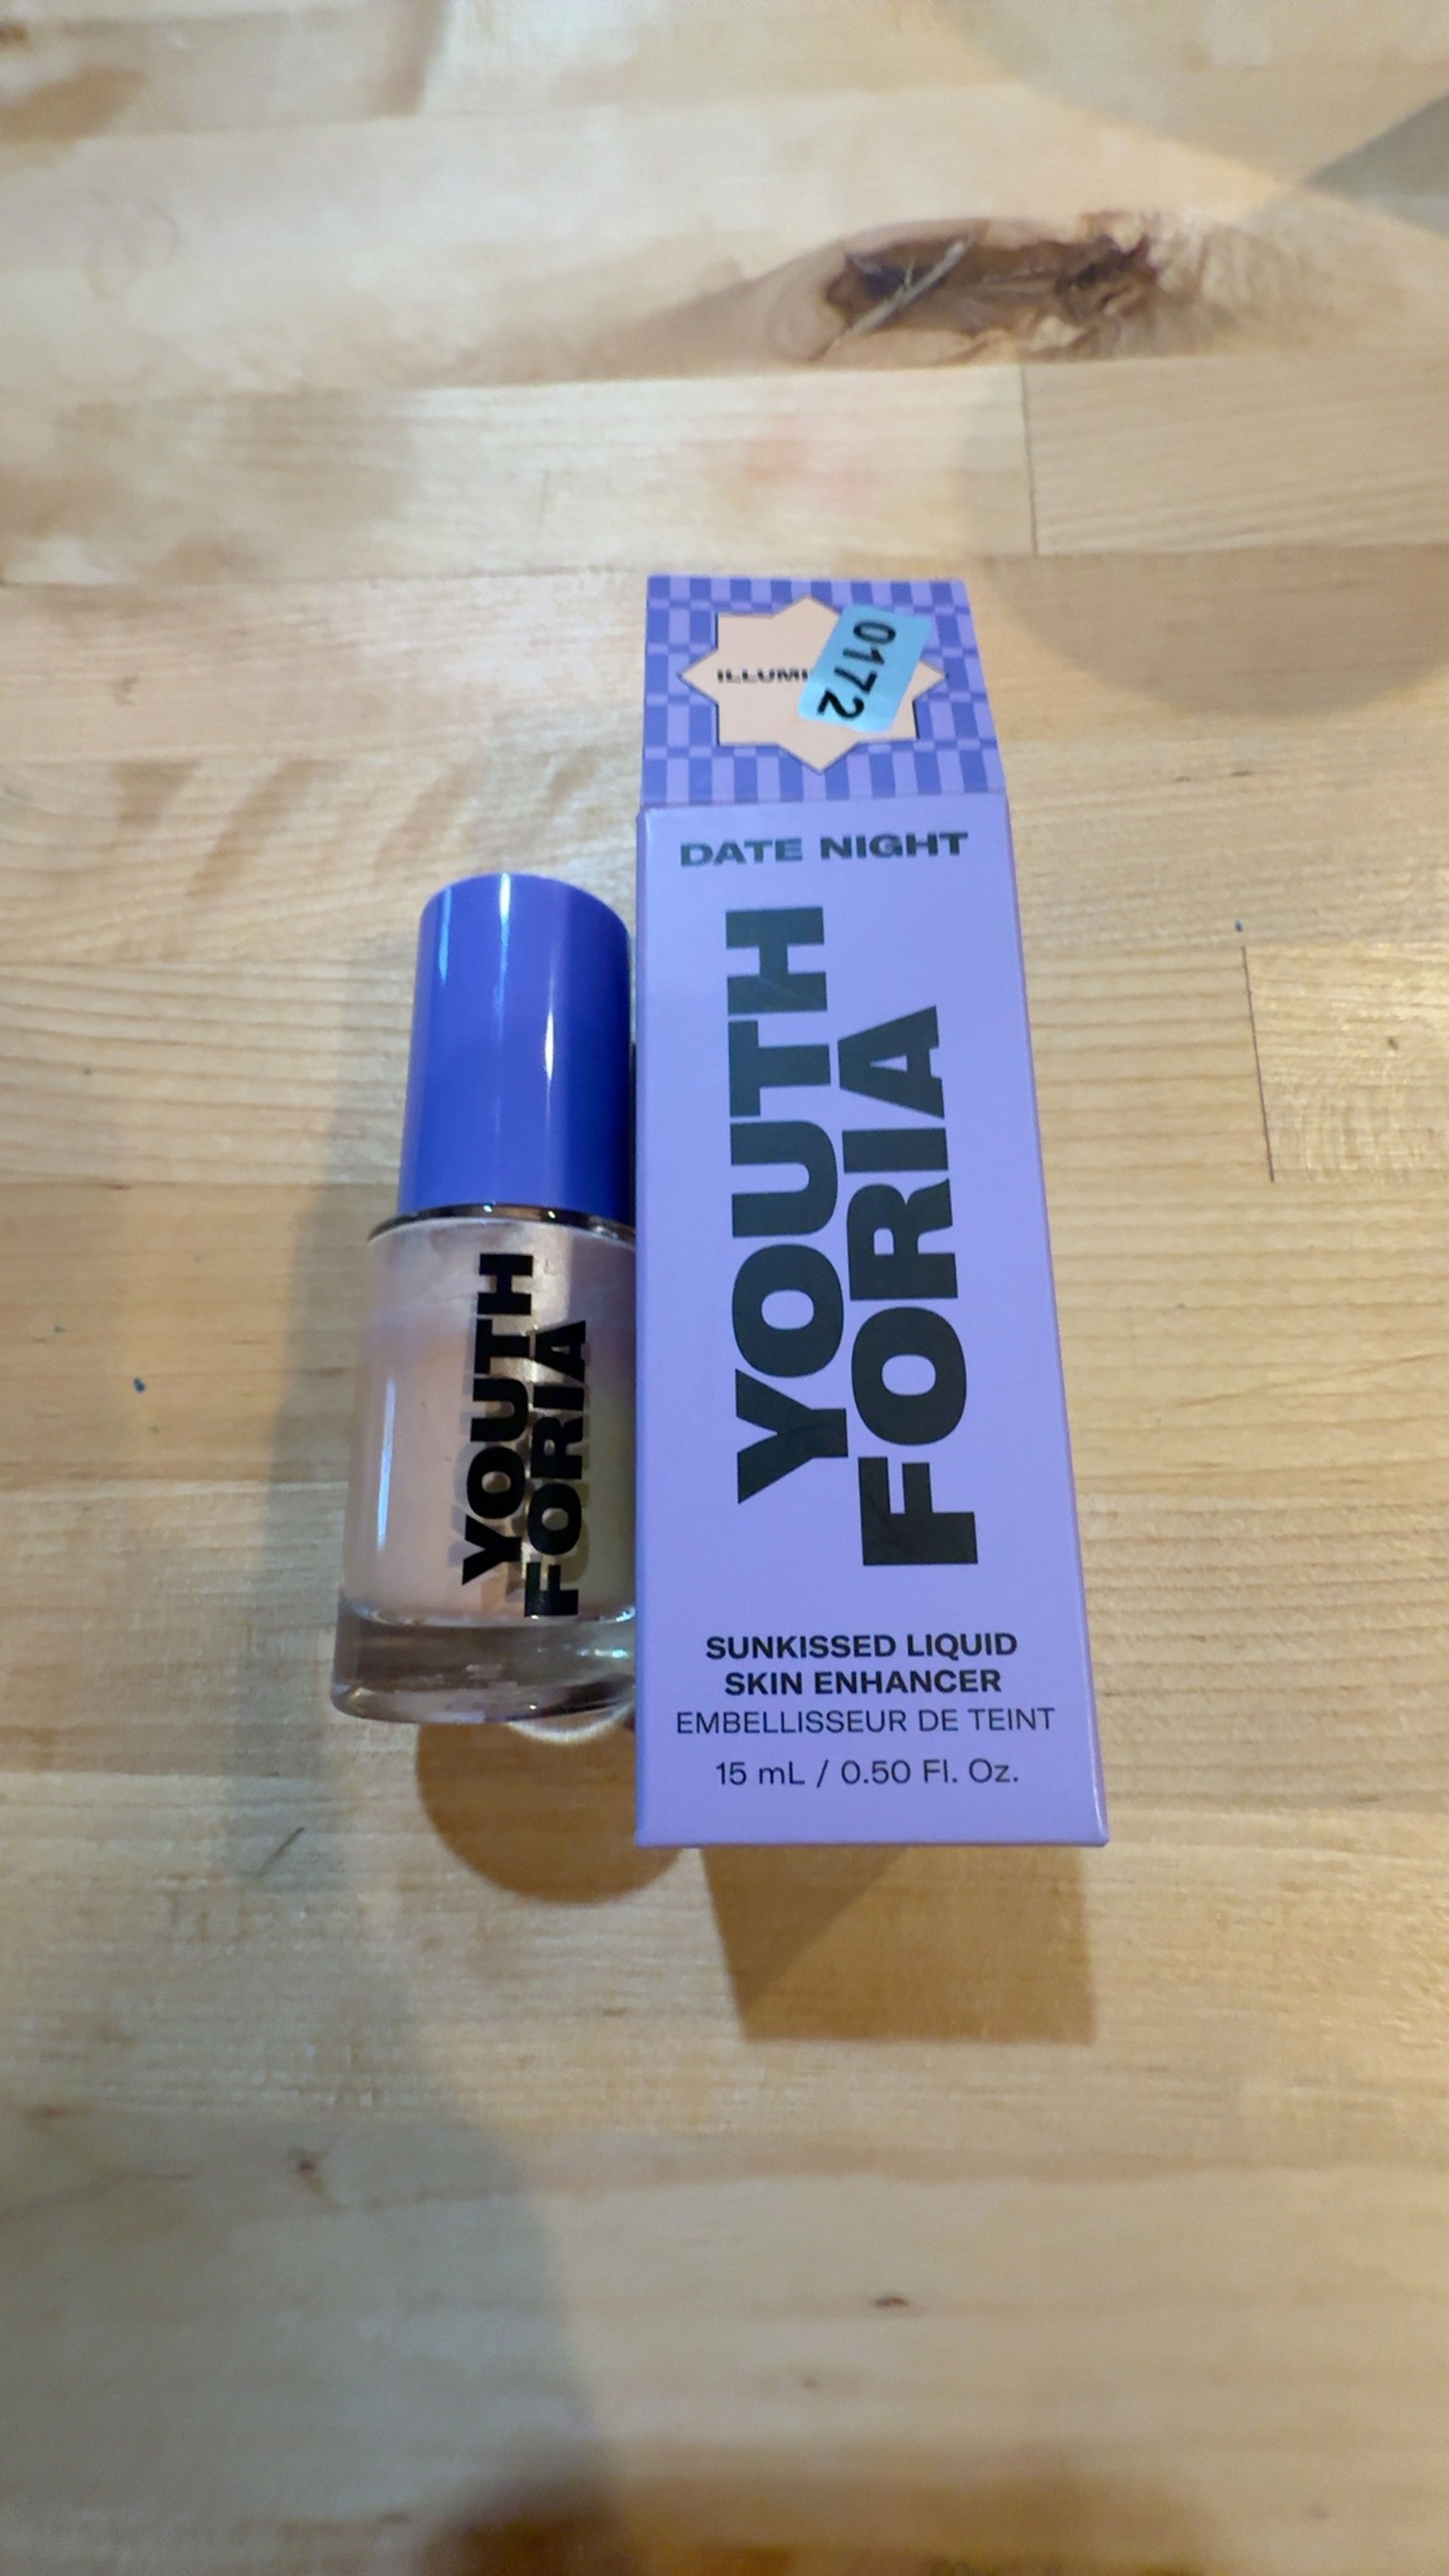 0172
DATE NIGHT
YOUTH
FORIA
SUNKISSED LIQUID
SKIN ENHANCER
EMBELLISSEUR DE TEINT
15 mL / 0.50 Fl. Oz.
YOUTH
FORIA